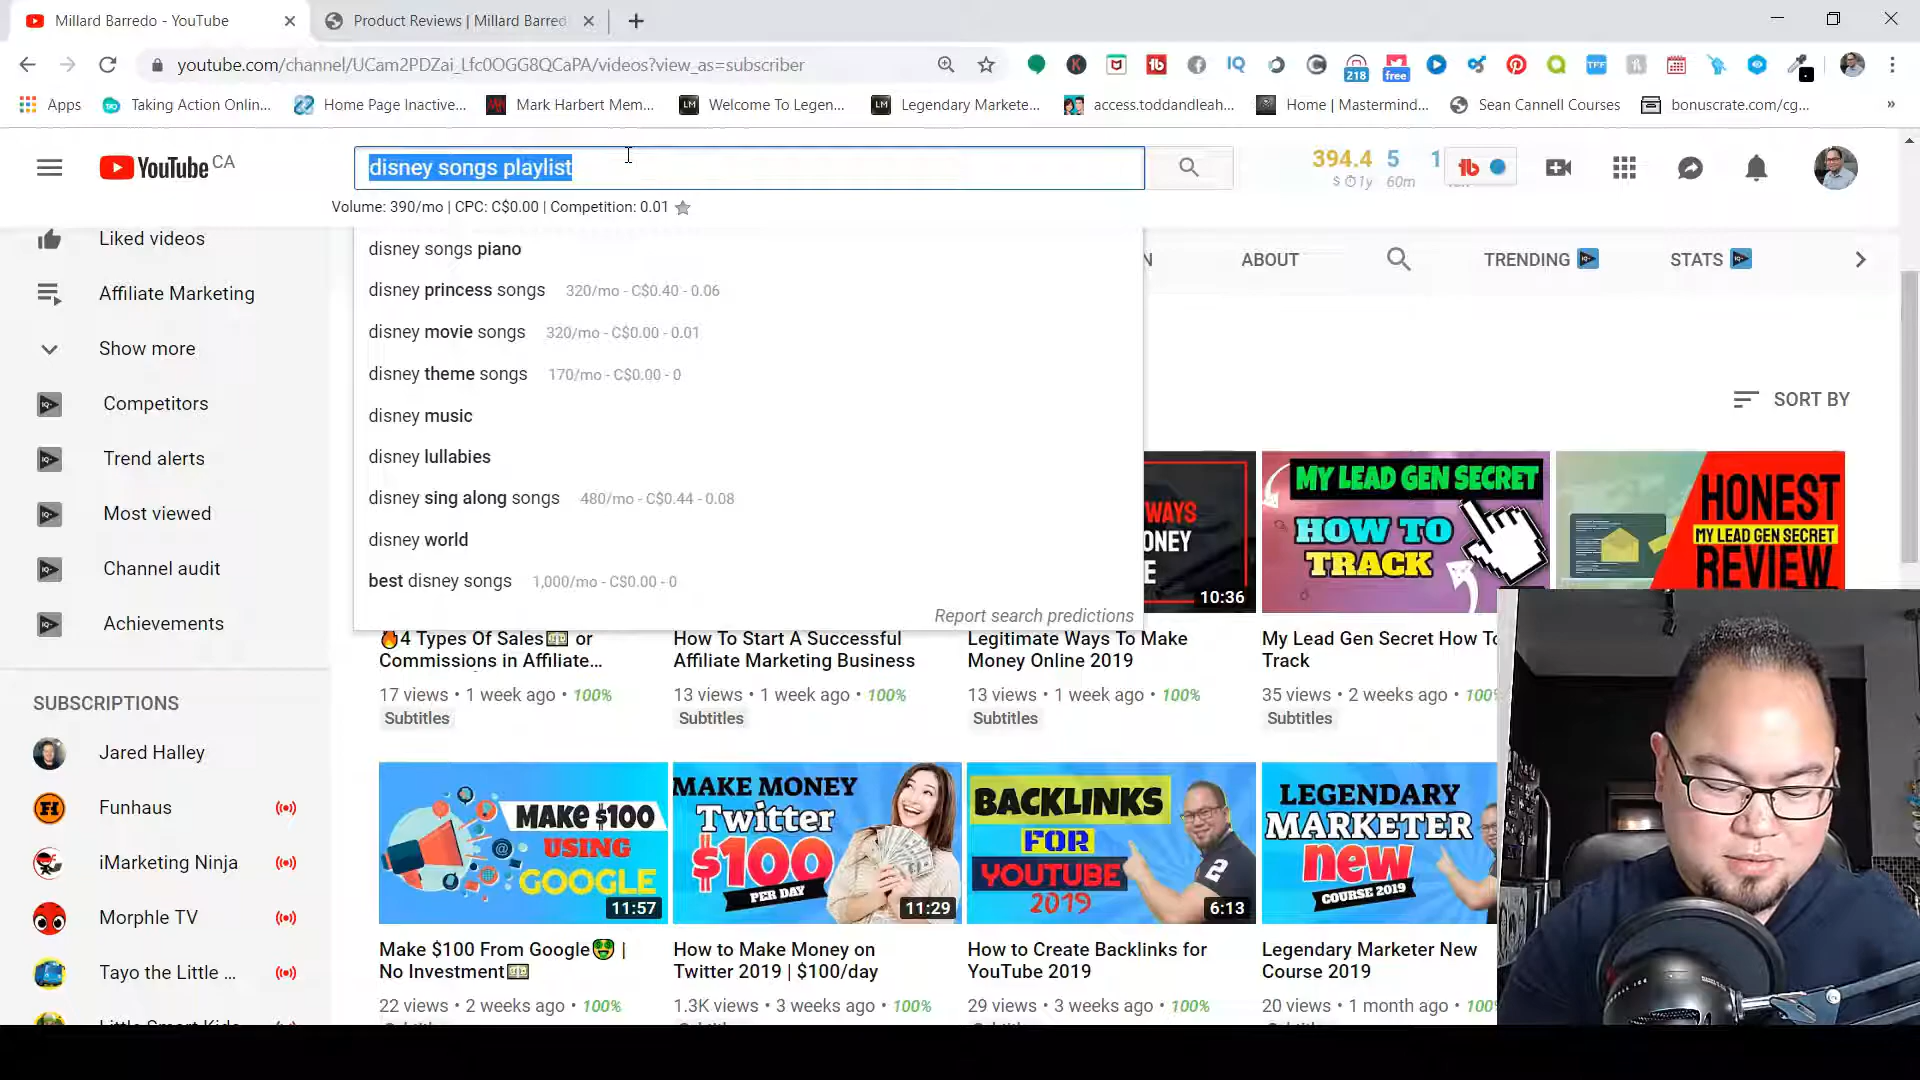 Millard Barredo - YouTube
Product Reviews | Millard Barred
youtube.com/channel/UCam2PDZai_Lfc0OGG8QCaPA/videos?view_as=subscriber
218
free
Apps
Taking Action Onlin...
Home Page Inactive...
Mark Harbert Mem...
Welcome To Legen...
Legendary Markete...
access.toddandleah...
Home | Mastermind...
Sean Cannell Courses
bonuscrate.com/cg...
YouTube CA
disney songs playlist
394.4 5 1
1y 60m
Volume: 390/mo | CPC: C$0.00 | Competition: 0.01
disney songs piano
disney princess songs 320/mo - C$0.40 - 0.06
disney movie songs 320/mo - C$0.00 - 0.01
disney theme songs 170/mo - C$0.00 - 0
disney music
disney lullabies
disney sing along songs 480/mo - C$0.44 - 0.08
disney world
best disney songs 1,000/mo - C$0.00 - 0
Report search predictions
Liked videos
Affiliate Marketing
Show more
Competitors
Trend alerts
Most viewed
Channel audit
Achievements
SUBSCRIPTIONS
Jared Halley
Funhaus
iMarketing Ninja
Morphle TV
Tayo the Little ...
Little Smart Kids
N
ABOUT
TRENDING
STATS
SORT BY
WAYS
ONEY
E
10:36
MY LEAD GEN SECRET
HOW TO
TRACK
HONEST
MY LEAD GEN SECRET
REVIEW
🔥4 Types Of Sales💵 or
Commissions in Affiliate...
17 views • 1 week ago • 100%
Subtitles
How To Start A Successful
Affiliate Marketing Business
13 views • 1 week ago • 100%
Subtitles
Legitimate Ways To Make
Money Online 2019
13 views • 1 week ago • 100%
Subtitles
My Lead Gen Secret How To
Track
35 views • 2 weeks ago • 100
Subtitles
MAKE $100
USING
GOOGLE
11:57
MAKE MONEY
Twitter
$100
PER DAY
11:29
BACKLINKS
FOR
YOUTUBE
2019
2
6:13
LEGENDARY
MARKETER
new
COURSE 2019
Make $100 From Google🤑 |
No Investment💵
22 views • 2 weeks ago • 100%
How to Make Money on
Twitter 2019 | $100/day
1.3K views • 3 weeks ago • 100%
How to Create Backlinks for
YouTube 2019
29 views • 3 weeks ago • 100%
Legendary Marketer New
Course 2019
20 views • 1 month ago • 100